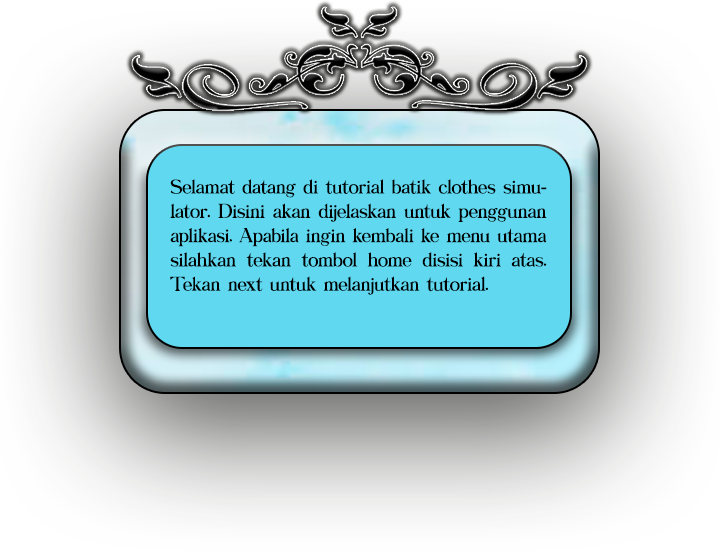 Selamat datang di tutorial batik clothes simu-
lator. Disini akan dijelaskan untuk penggunan
aplikasi. Apabila ingin kembali ke menu utama
silahkan tekan tombol home disisi kiri atas.
Tekan next untuk melanjutkan tutorial.